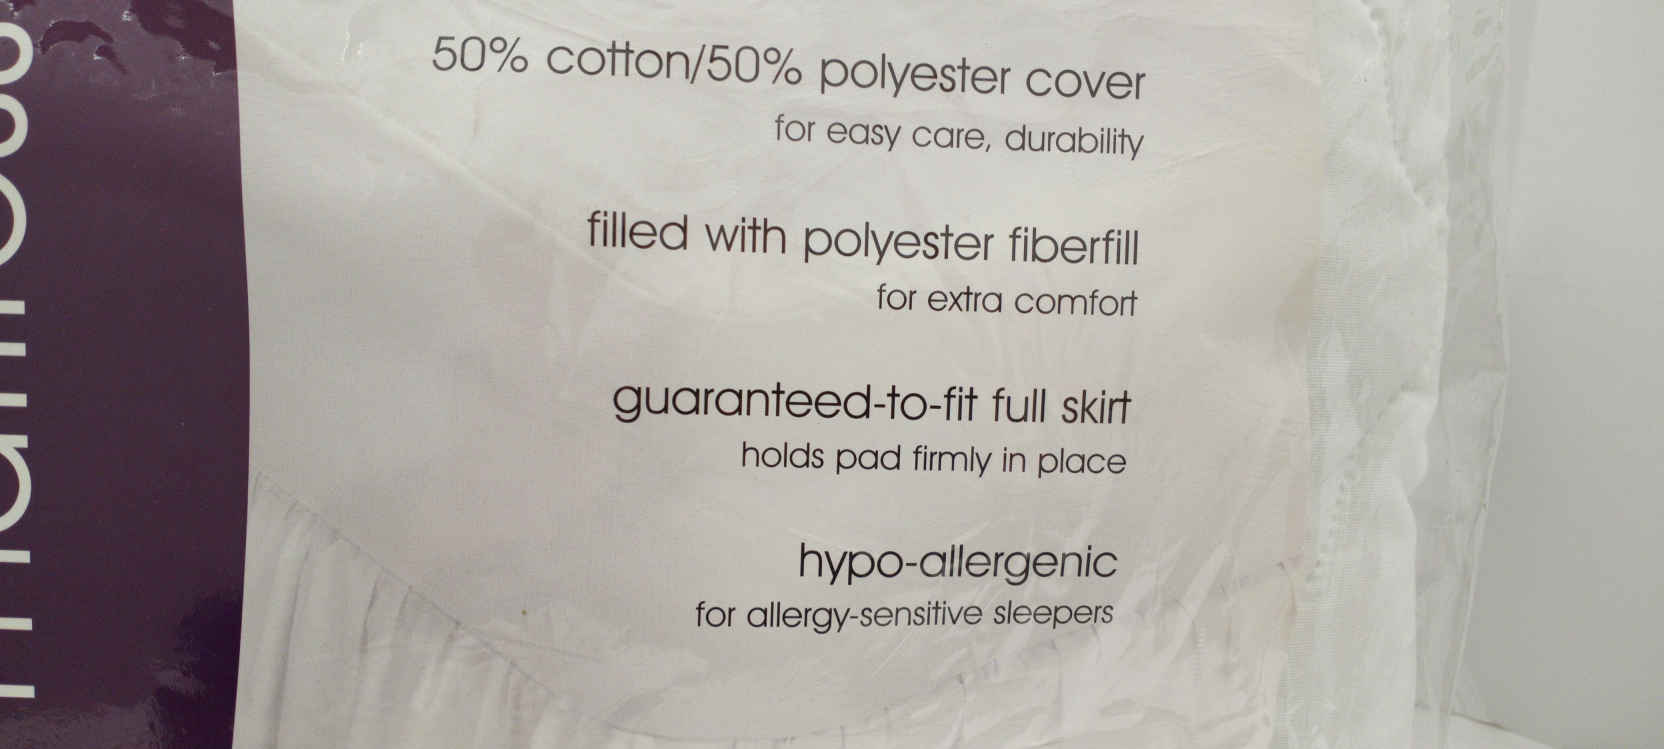 50% cotton/50% polyester cover
for easy care, durability
filled with polyester fiberfill
for extra comfort
guaranteed-to-fit full skirt
holds pad firmly in place
hypo-allergenic
for allergy-sensitive sleepers